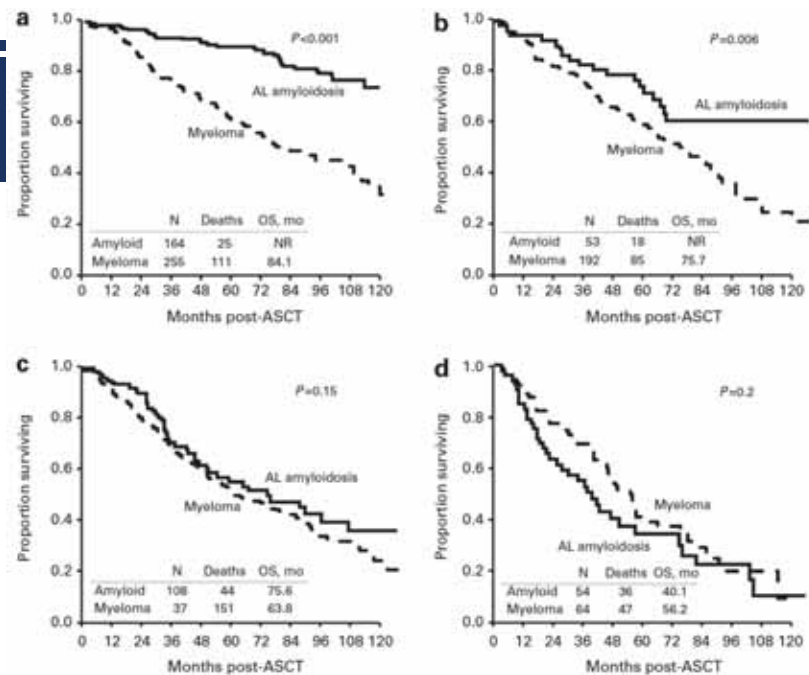 a
Proportion surviving
1.0
0.8
0.6
0.4
0.2
0.0
P<0.001
AL amyloidosis
Myeloma
N Deaths OS, mo
Amyloid 164 25 NR
Myeloma 255 111 84.1
0 12 24 36 48 60 72 84 96 108 120
Months post-ASCT
b
Proportion surviving
1.0
0.8
0.6
0.4
0.2
0.0
P=0.006
AL amyloidosis
Myeloma
N Deaths OS, mo
Amyloid 53 18 NR
Myeloma 192 85 75.7
0 12 24 36 48 60 72 84 96 108 120
Months post-ASCT
c
Proportion surviving
1.0
0.8
0.6
0.4
0.2
0.0
P=0.15
AL amyloidosis
Myeloma
N Deaths OS, mo
Amyloid 108 44 75.6
Myeloma 37 151 63.8
0 12 24 36 48 60 72 84 96 108 120
Months post-ASCT
d
Proportion surviving
1.0
0.8
0.6
0.4
0.2
0.0
P=0.2
Myeloma
AL amyloidosis
N Deaths OS, mo
Amyloid 54 36 40.1
Myeloma 64 47 56.2
0 12 24 36 48 60 72 84 96 108 120
Months post-ASCT